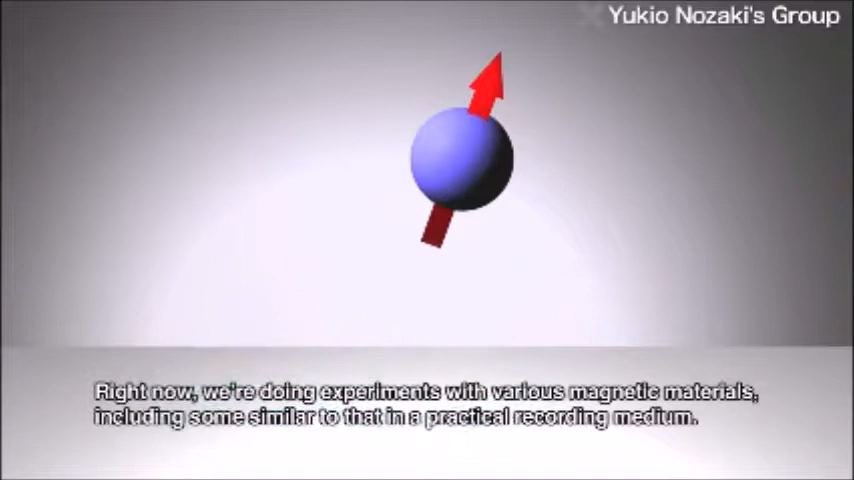 Yukio Nozaki's Group
Right now, we're doing experiments with various magnetic materials,
including some similar to that in a practical recording medium.